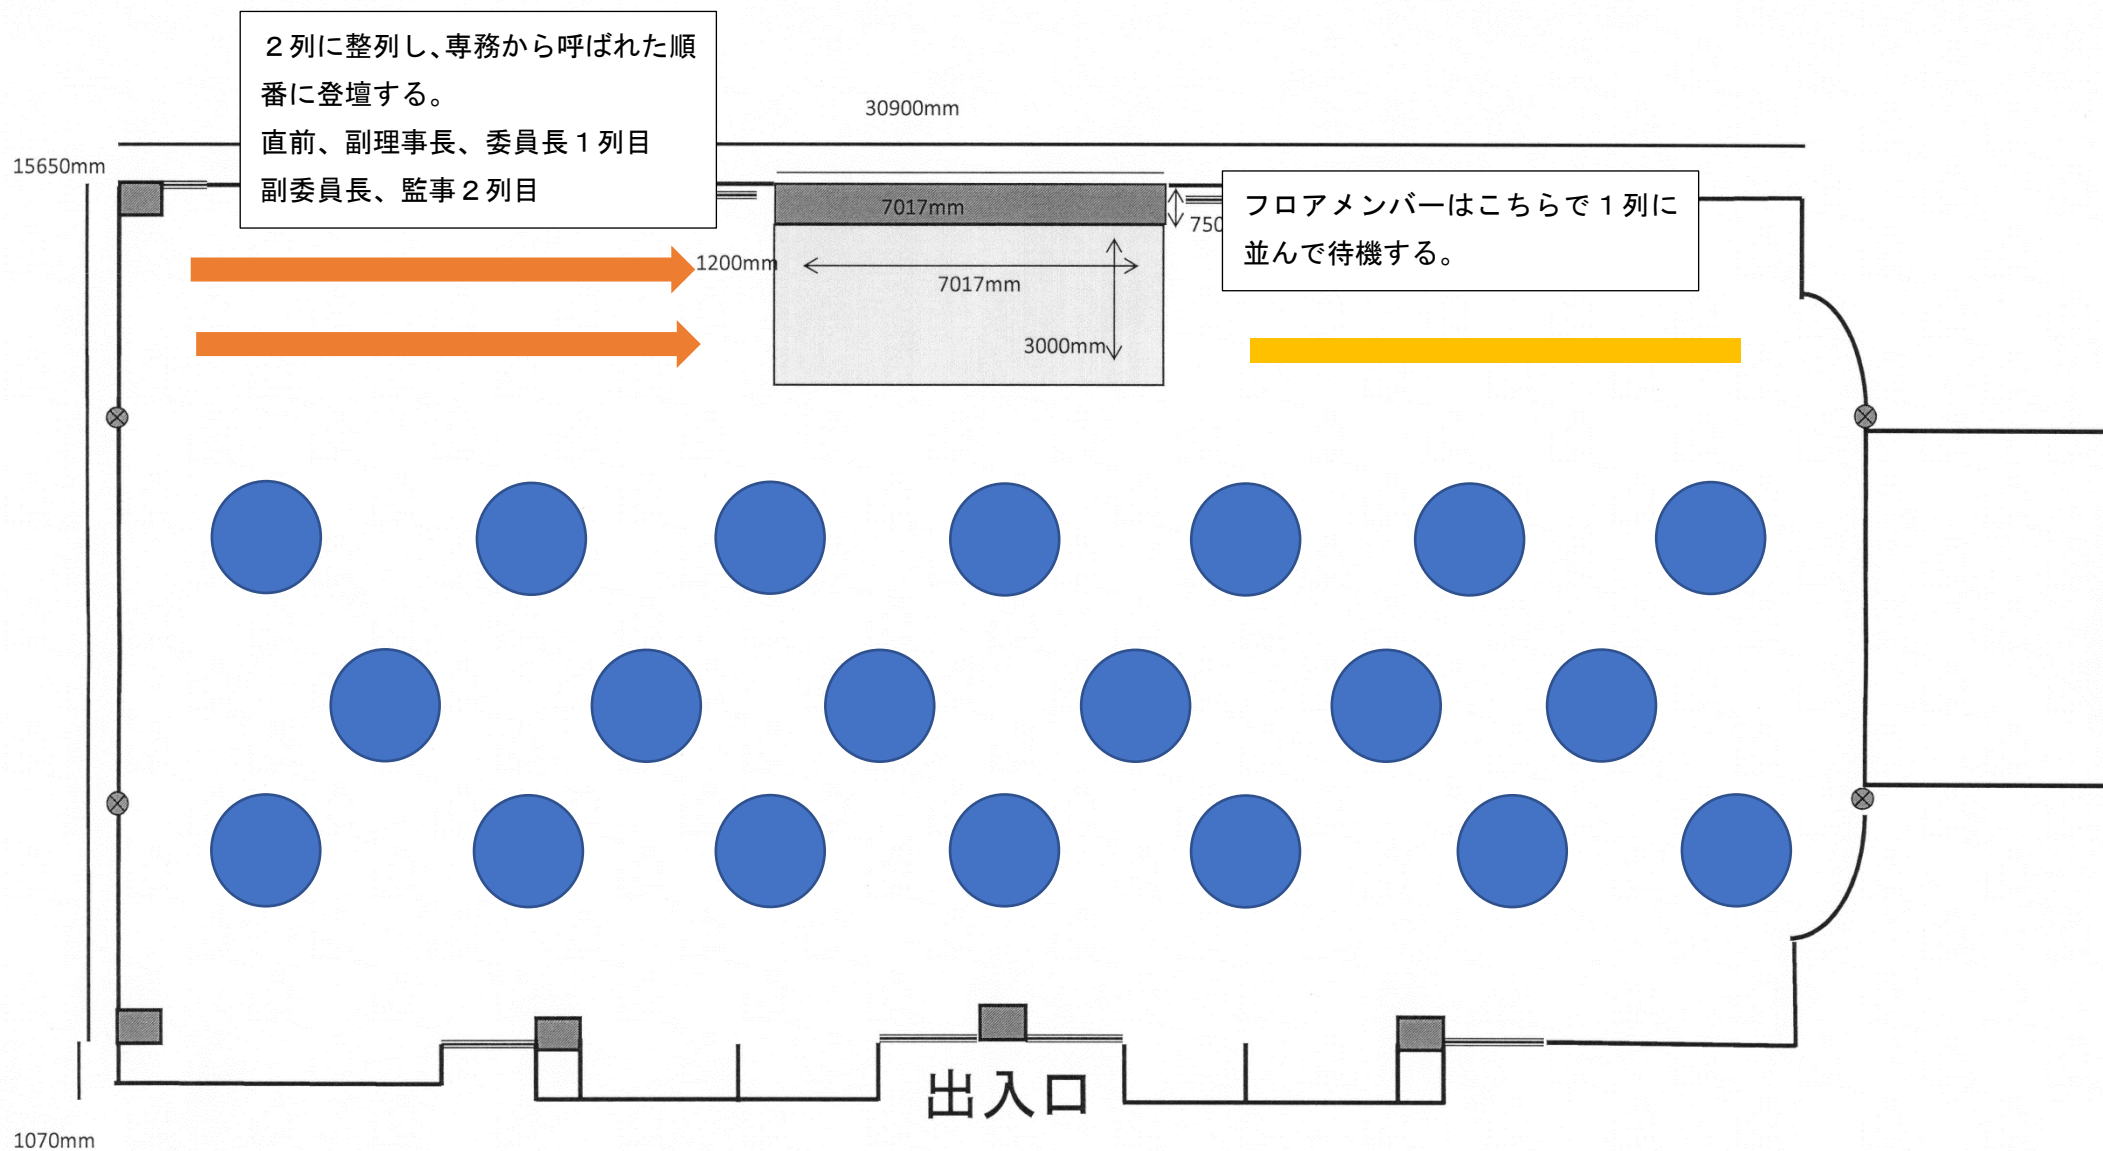 ２列に整列し、専務から呼ばれた順
番に登壇する。
直前、副理事長、委員長１列目
副委員長、監事２列目
30900mm
15650mm
7017mm
750
フロアメンバーはこちらで１列に
並んで待機する。
1200mm
7017mm
3000mm
出入口
1070mm